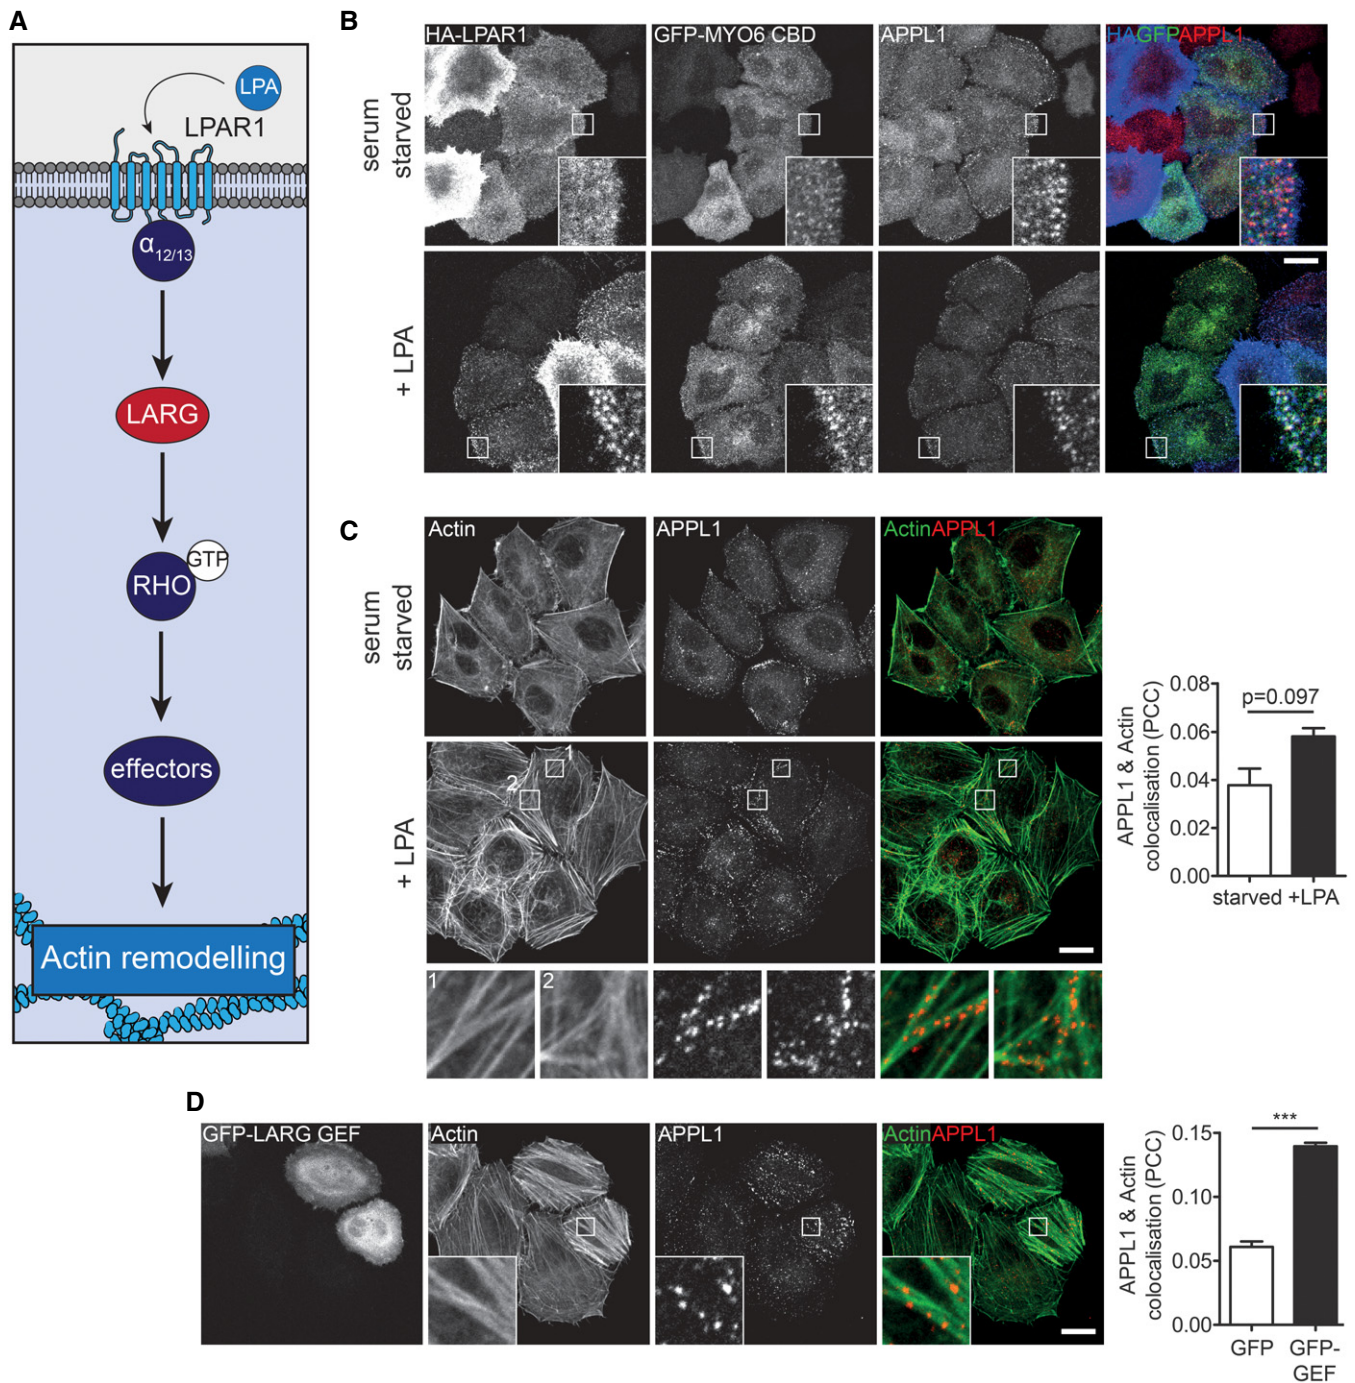 A
LPA
LPAR1
α12/13
LARG
GTP
RHO
effectors
Actin remodelling
B
HA-LPAR1
GFP-MYO6 CBD
APPL1
HAGFPAPPL1
serum
starved
+ LPA
C
Actin
APPL1
ActinAPPL1
serum
starved
+ LPA
1
2
1
2
APPL1 & Actin
colocalisation (PCC)
0.08
0.06
0.04
0.02
0.00
p=0.097
starved +LPA
D
GFP-LARG GEF
Actin
APPL1
ActinAPPL1
APPL1 & Actin
colocalisation (PCC)
0.15
0.10
0.05
0.00
***
GFP
GFP-
GEF